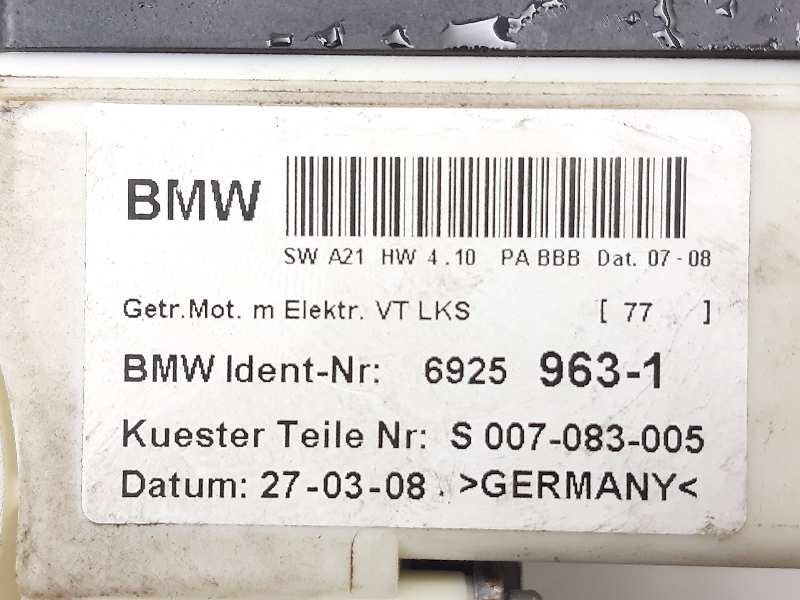 BMW
SW A21 HW 4.10 PA BBB Dat. 07-08
Getr.Mot. m Elektr. VT LKS [ 77 ]
BMW Ident-Nr: 6925 963-1
Kuester Teile Nr: S 007-083-005
Datum: 27-03-08 . >GERMANY<